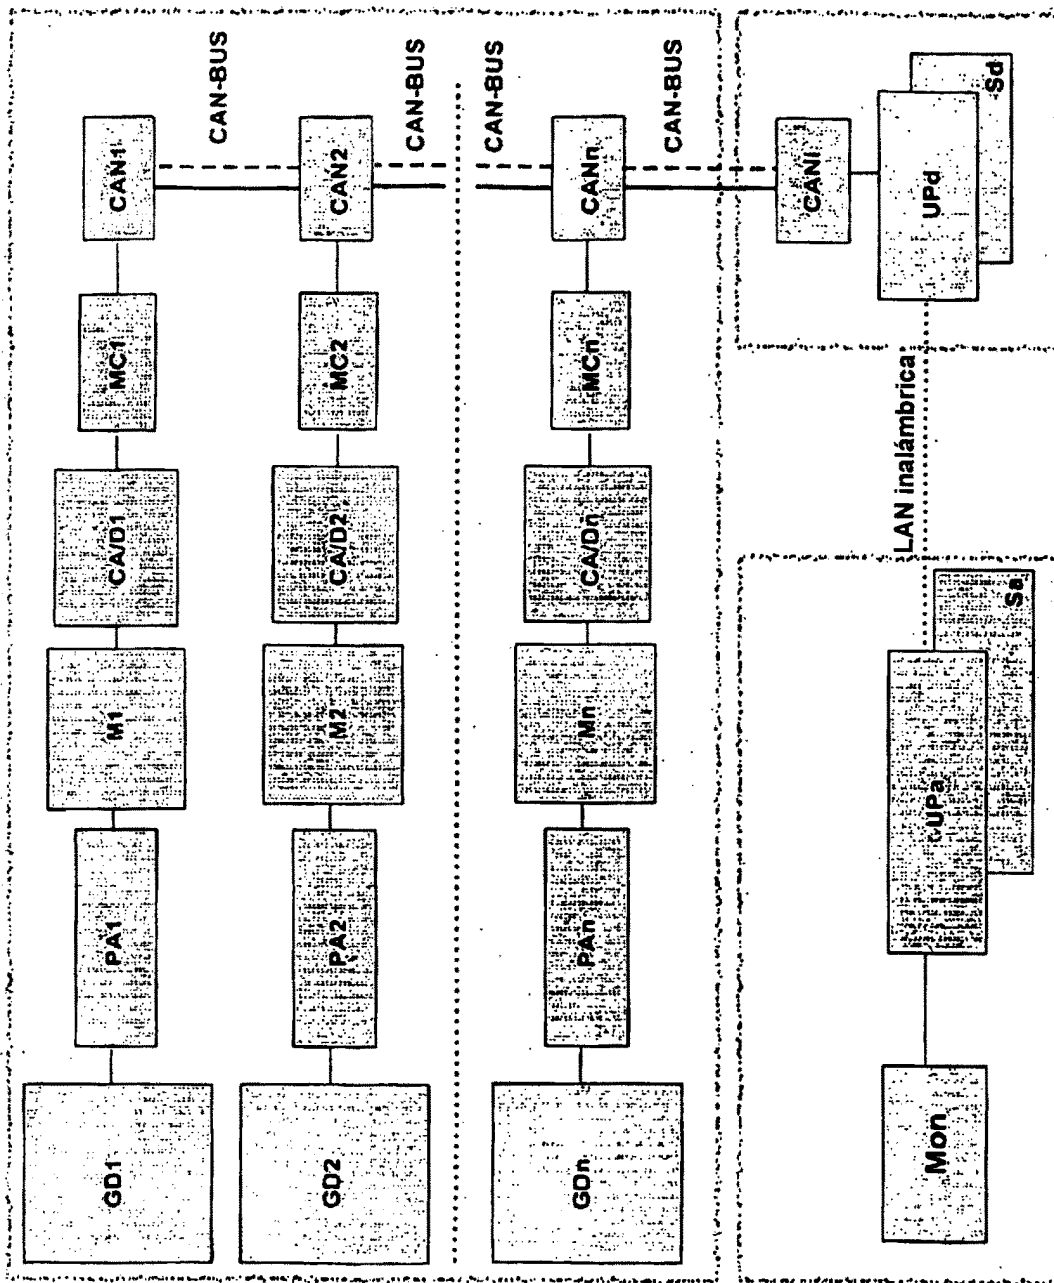 GD1
PA1
M1
CA/D1
MC1
CAN1
CAN-BUS
GD2
PA2
M2
CA/D2
MC2
CAN2
CAN-BUS
CAN-BUS
GDn
PAn
Mn
CA/Dn
MCn
CANn
CAN-BUS
CANi
LAN inalámbrica
Mon
UPa
UPd
Sa
Sd